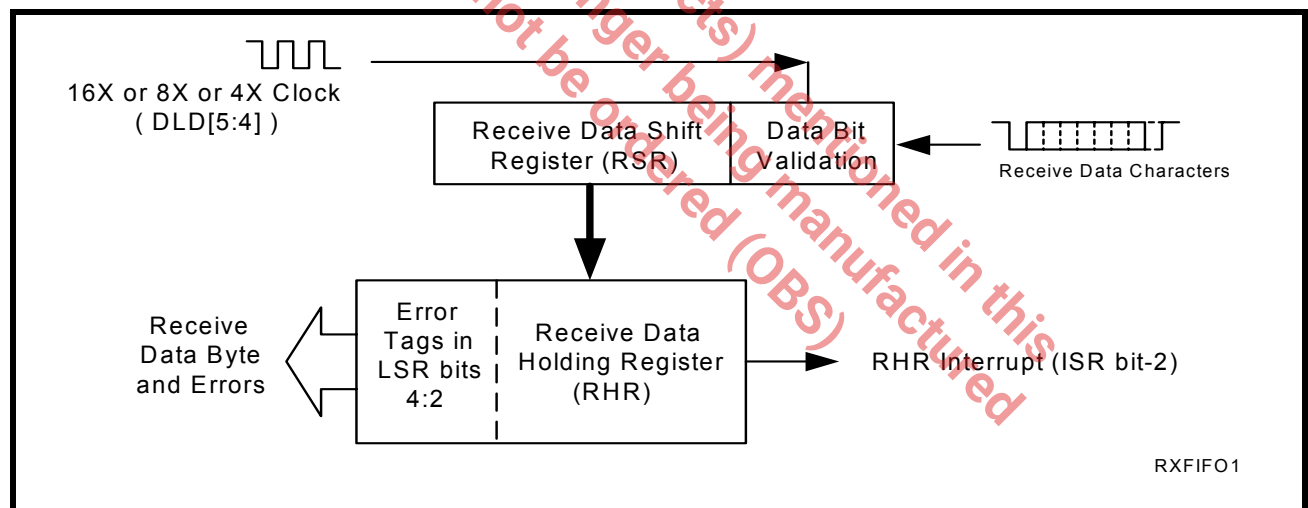 16X or 8X or 4X Clock
( DLD[5:4] )
Receive Data Shift
Register (RSR)
Data Bit
Validation
Receive Data Characters
Receive
Data Byte
and Errors
Error
Tags in
LSR bits
4:2
Receive Data
Holding Register
(RHR)
RHR Interrupt (ISR bit-2)
RXFIFO1
ets) mentioned in this
nger being manufactured
not be ordered (OBS)